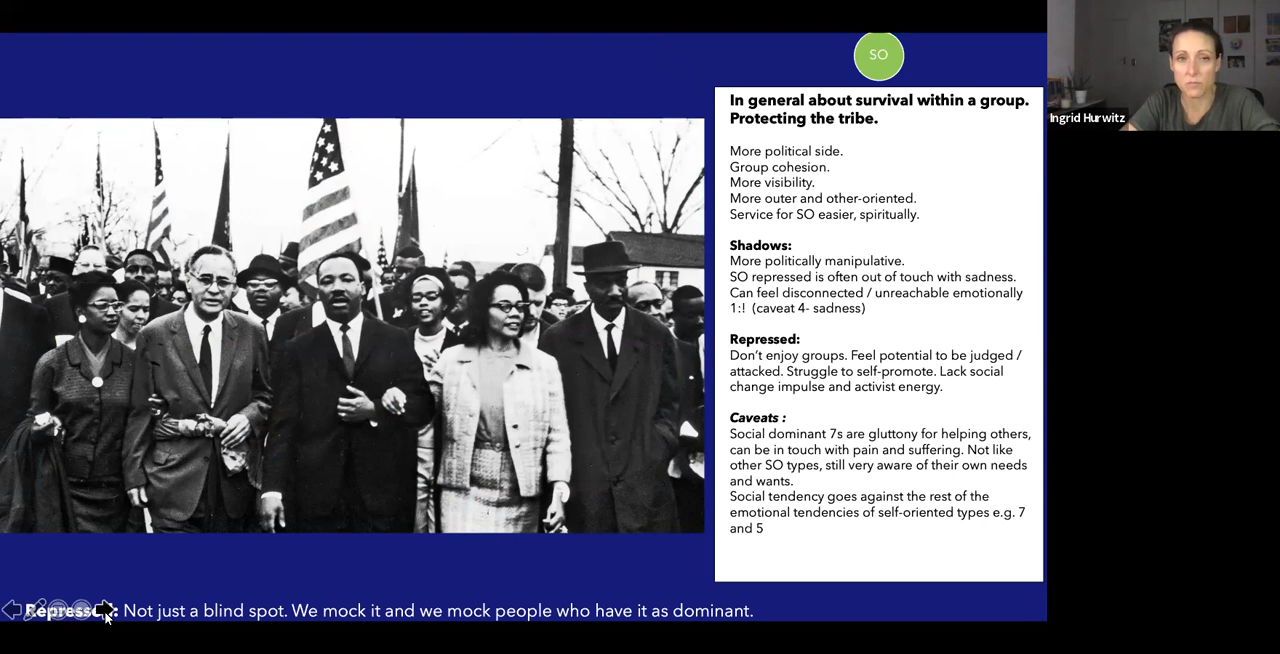 SO
In general about survival within a group.
Protecting the tribe.
More political side.
Group cohesion.
More visibility.
More outer and other-oriented.
Service for SO easier, spiritually.
Shadows:
More politically manipulative.
SO repressed is often out of touch with sadness.
Can feel disconnected / unreachable emotionally
1:! (caveat 4- sadness)
Repressed:
Don't enjoy groups. Feel potential to be judged /
attacked. Struggle to self-promote. Lack social
change impulse and activist energy.
Caveats :
Social dominant 7s are gluttony for helping others,
can be in touch with pain and suffering. Not like
other SO types, still very aware of their own needs
and wants.
Social tendency goes against the rest of the
emotional tendencies of self-oriented types e.g. 7
and 5
Repressed: Not just a blind spot. We mock it and we mock people who have it as dominant.
Ingrid Hurwitz